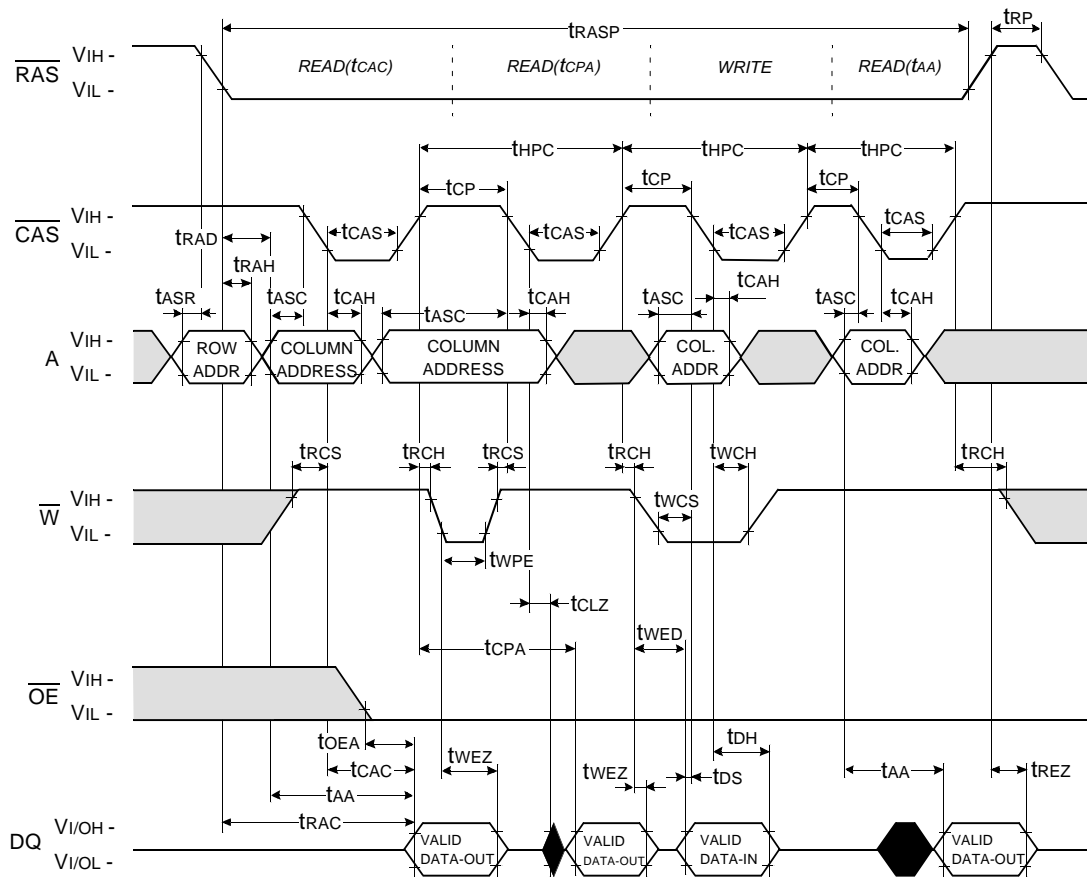 tRASP
tRP
RAS
VIH -
VIL -
READ(tCAC)
READ(tCPA)
WRITE
READ(tAA)
tHPC
tHPC
tHPC
tCP
tCP
tCP
CAS
VIH -
VIL -
tCAS
tCAS
tCAS
tCAS
tRAD
tRAH
tASR
tASC
tCAH
tASC
tCAH
tASC
tCAH
tASC
tCAH
A
VIH -
VIL -
ROW
ADDR
COLUMN
ADDRESS
COLUMN
ADDRESS
COL.
ADDR
COL.
ADDR
tRCS
tRCH
tRCS
tRCH
tWCH
tRCH
W
VIH -
VIL -
tWCS
tWPE
tCLZ
tWED
tCPA
OE
VIH -
VIL -
tOEA
tCAC
tAA
tRAC
tWEZ
tWEZ
tDH
tDS
tAA
tREZ
DQ
VI/OH -
VI/OL -
VALID
DATA-OUT
VALID
DATA-OUT
VALID
DATA-IN
VALID
DATA-OUT